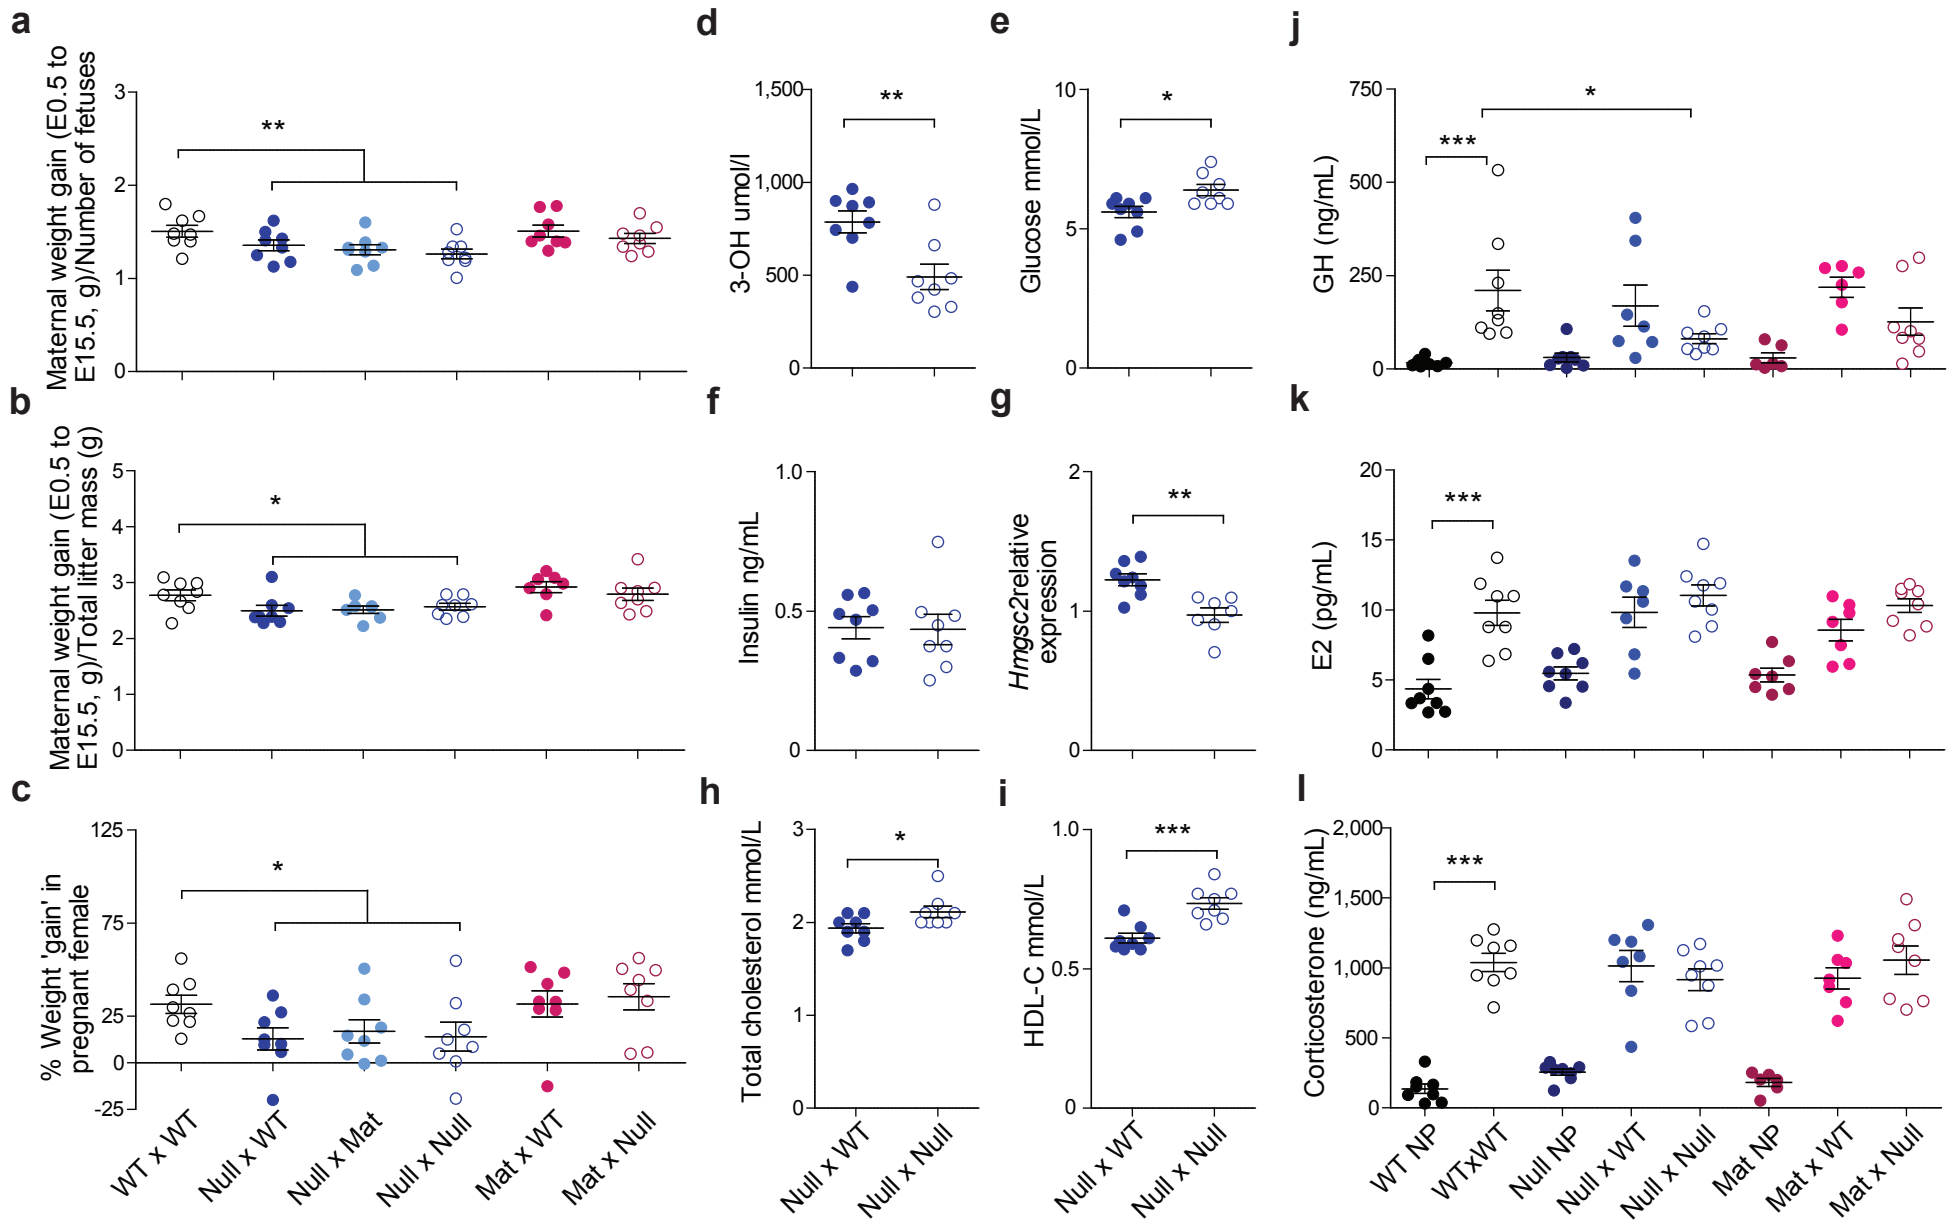 a
Maternal weight gain (E0.5 to
E15.5, g)/Number of fetuses
3
2
1
0
**
b
Maternal weight gain (E0.5 to
E15.5, g)/Total litter mass (g)
5
4
3
2
1
0
*
c
% Weight 'gain' in
pregnant female
125
75
25
0
-25
*
WT x WT
Null x WT
Null x Mat
Null x Null
Mat x WT
Mat x Null
d
3-OH umol/l
1,500
1,000
500
0
**
e
Glucose mmol/L
10
5
0
*
f
Insulin ng/mL
1.0
0.5
0
g
Hmgsc2relative
expression
2
1
0
**
h
Total cholesterol mmol/L
3
2
1
0
*
Null x WT
Null x Null
i
HDL-C mmol/L
1.0
0.5
0
***
Null x WT
Null x Null
j
GH (ng/mL)
750
500
250
0
***
*
k
E2 (pg/mL)
20
15
10
5
0
***
l
Corticosterone (ng/mL)
2,000
1,500
1,000
500
0
***
WT NP
WTxWT
Null NP
Null x WT
Null x Null
Mat NP
Mat x WT
Mat x Null